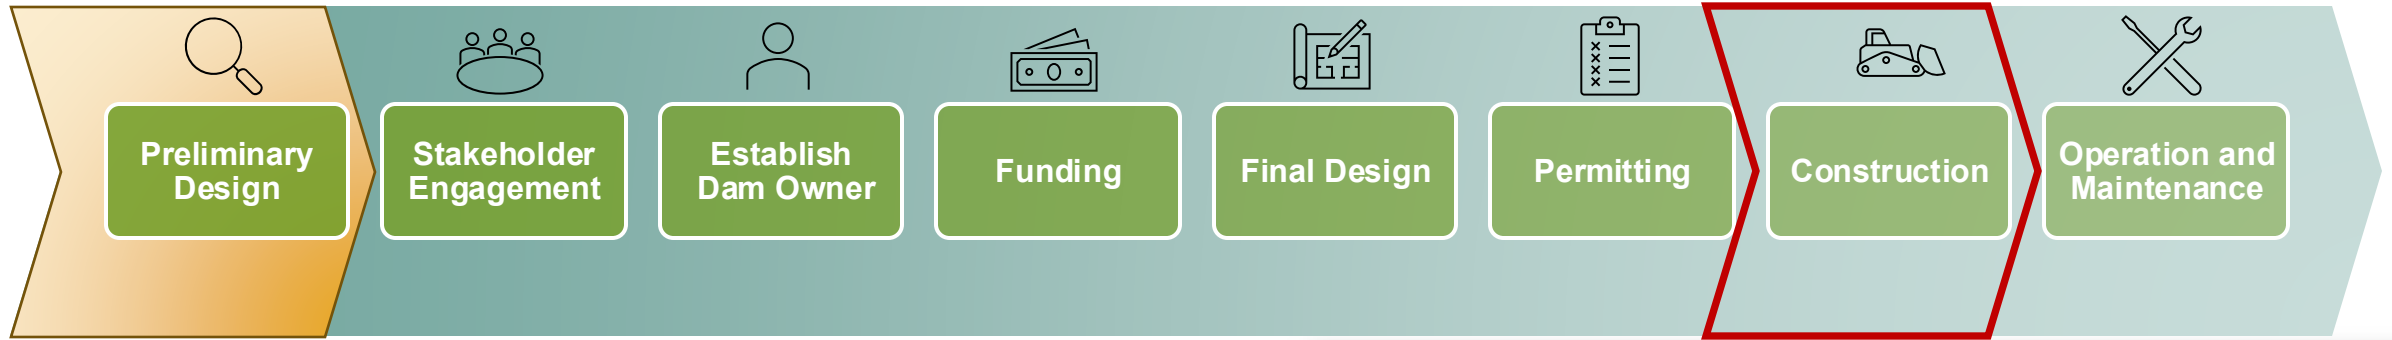 Preliminary
Design
Stakeholder
Engagement
Establish
Dam Owner
Funding
Final Design
Permitting
Construction
Operation and
Maintenance